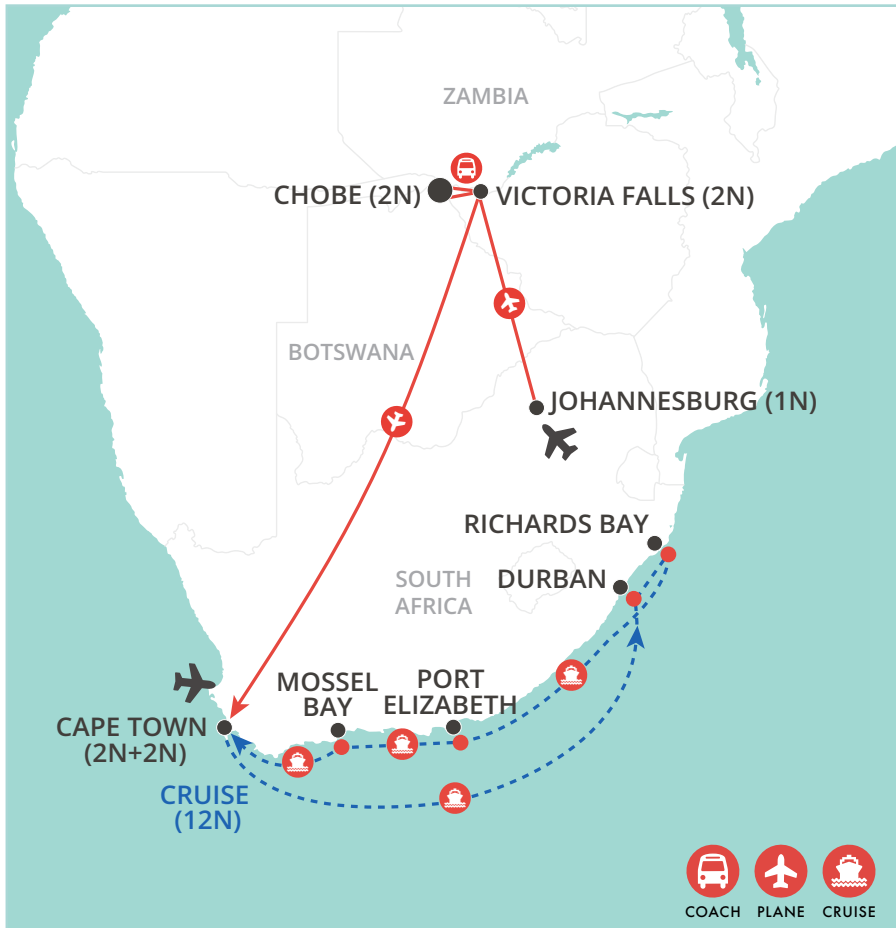 ZAMBIA
CHOBE (2N)
VICTORIA FALLS (2N)
BOTSWANA
JOHANNESBURG (1N)
RICHARDS BAY
DURBAN
SOUTH
AFRICA
MOSSEL
BAY
PORT
ELIZABETH
CAPE TOWN
(2N+2N)
CRUISE
(12N)
COACH
PLANE
CRUISE